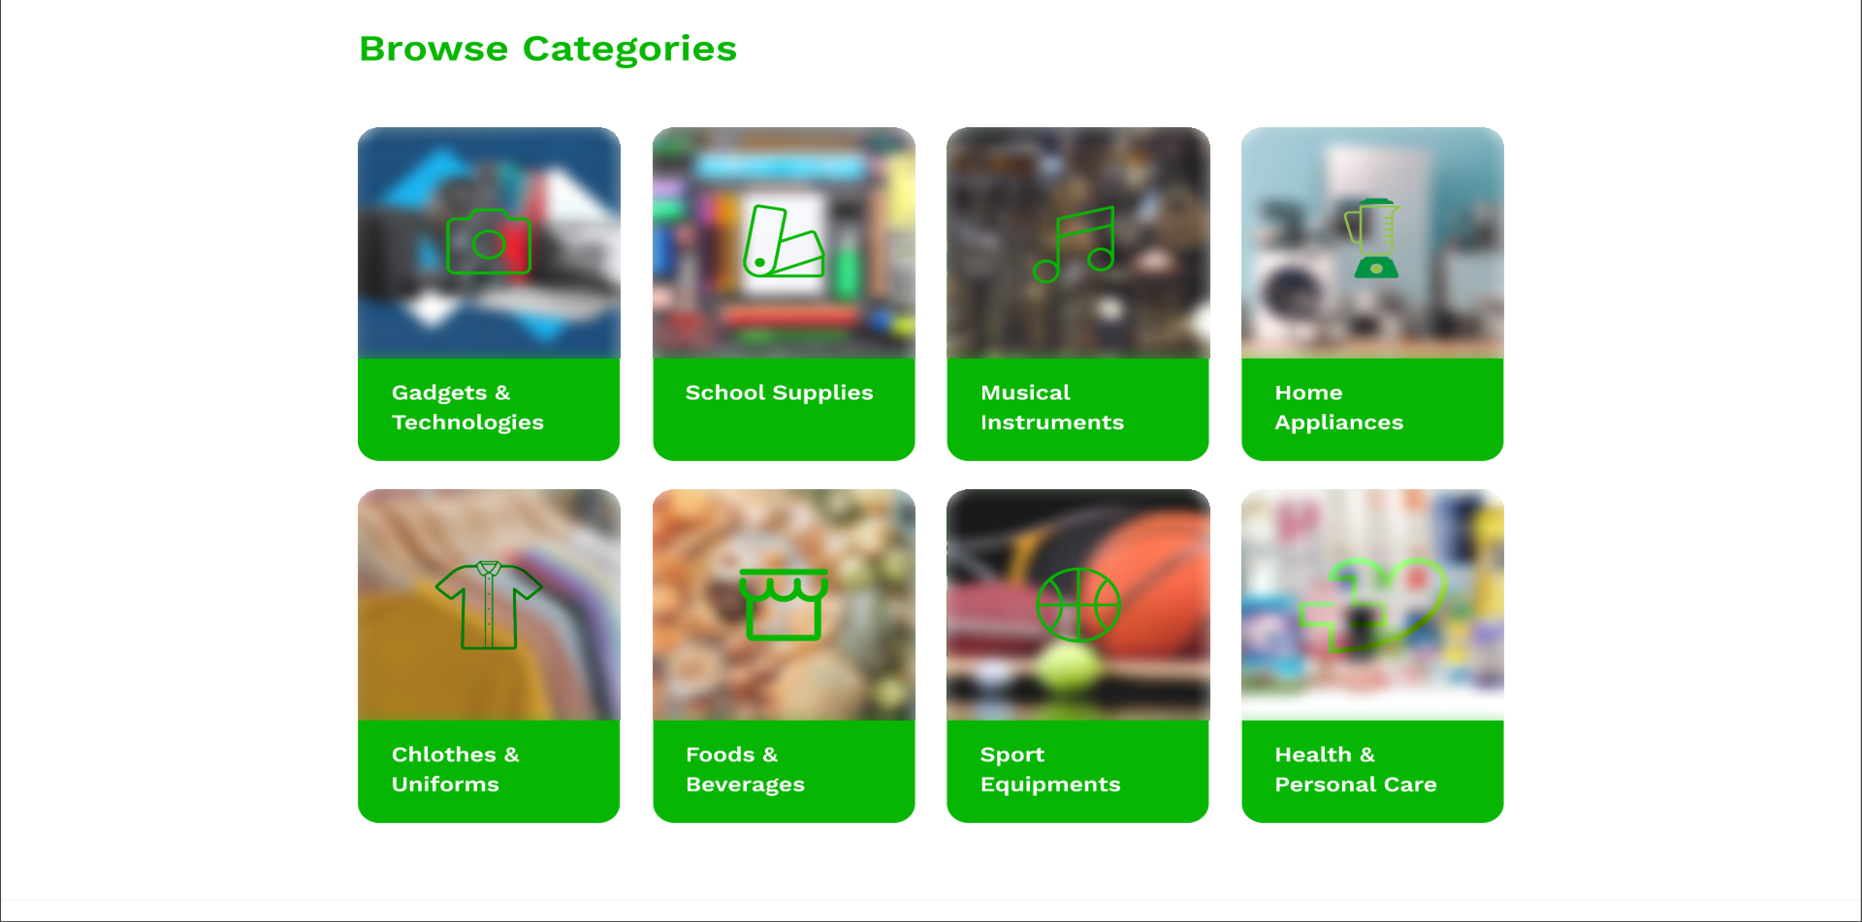 Browse Categories
Gadgets &
Technologies
School Supplies
Musical
Instruments
Home
Appliances
Chlothes &
Uniforms
Foods &
Beverages
Sport
Equipments
Health &
Personal Care